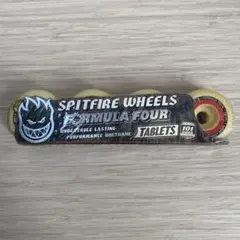 SPITFIRE WHEELS
FORMULA FOUR
UNBEATABLE LASTING
PERFORMANCE URETHANE
TABLETS
101